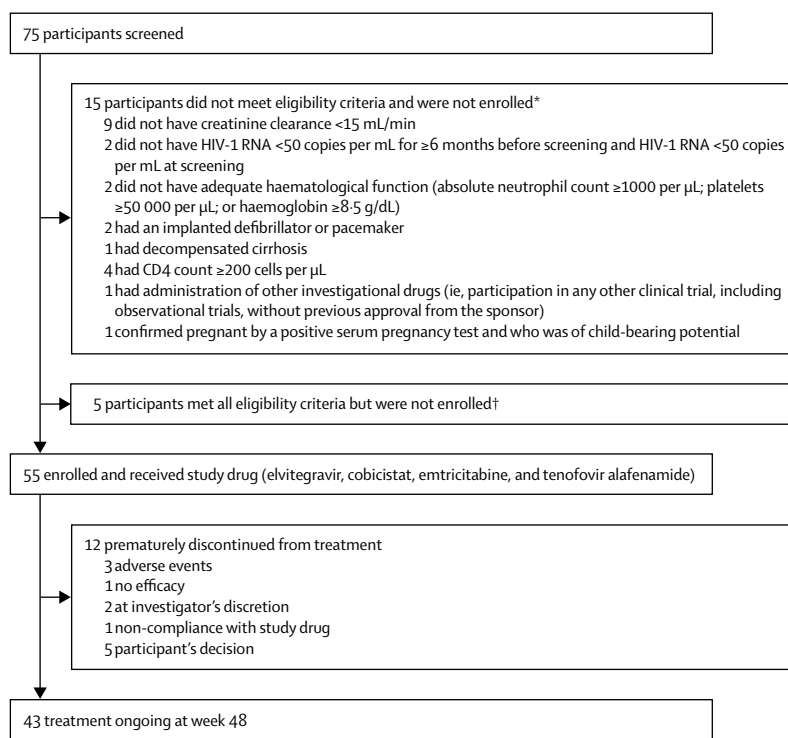 75 participants screened
15 participants did not meet eligibility criteria and were not enrolled*
9 did not have creatinine clearance <15 mL/min
2 did not have HIV-1 RNA <50 copies per mL for ≥6 months before screening and HIV-1 RNA <50 copies
per mL at screening
2 did not have adequate haematological function (absolute neutrophil count ≥1000 per μL; platelets
≥50 000 per μL; or haemoglobin ≥8·5 g/dL)
2 had an implanted defibrillator or pacemaker
1 had decompensated cirrhosis
4 had CD4 count ≥200 cells per μL
1 had administration of other investigational drugs (ie, participation in any other clinical trial, including
observational trials, without previous approval from the sponsor)
1 confirmed pregnant by a positive serum pregnancy test and who was of child-bearing potential
5 participants met all eligibility criteria but were not enrolled†
55 enrolled and received study drug (elvitegravir, cobicistat, emtricitabine, and tenofovir alafenamide)
12 prematurely discontinued from treatment
3 adverse events
1 no efficacy
2 at investigator's discretion
1 non-compliance with study drug
5 participant's decision
43 treatment ongoing at week 48